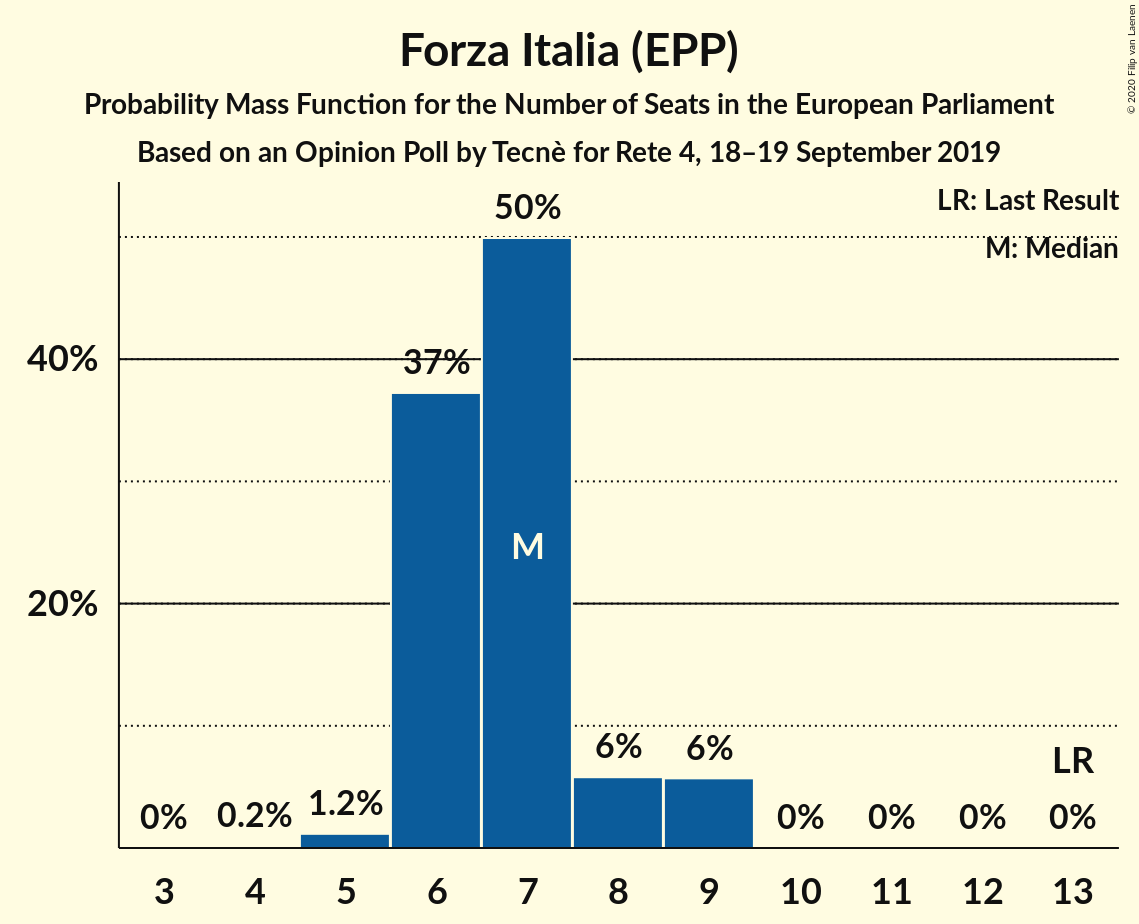 Forza Italia (EPP)
Probability Mass Function for the Number of Seats in the European Parliament
Based on an Opinion Poll by Tecnè for Rete 4, 18–19 September 2019
© 2020 Filip van Laenen
LR: Last Result
M: Median
50%
40%
37%
M
20%
0%
0.2%
1.2%
6%
6%
0%
0%
0%
LR
0%
3 4 5 6 7 8 9 10 11 12 13